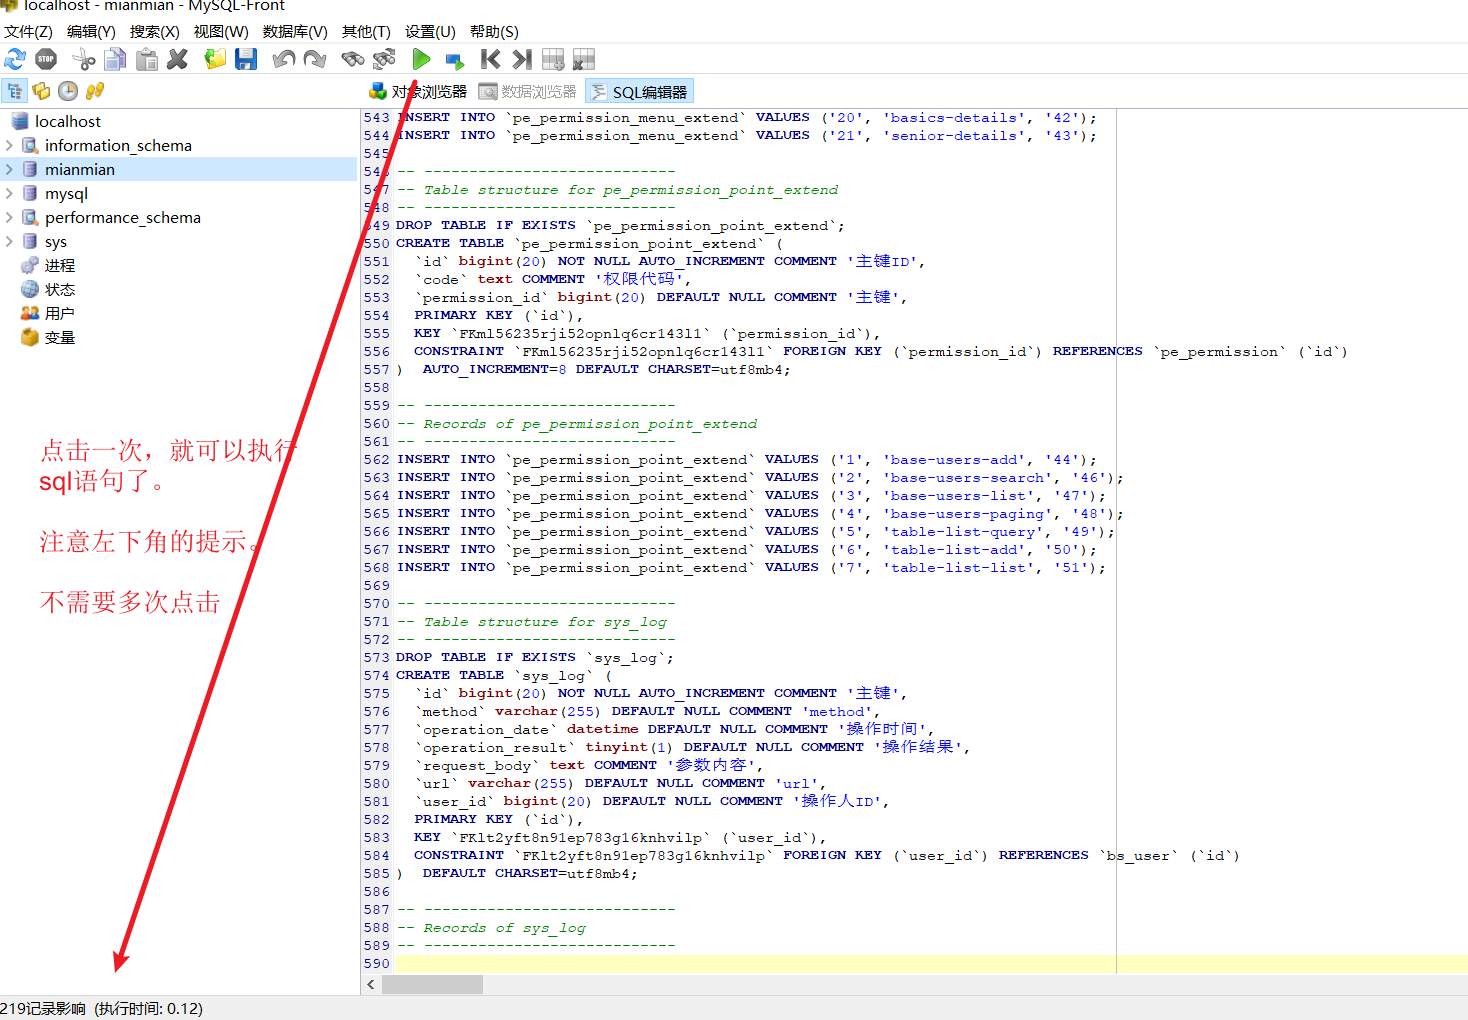 localhost - mianmian - MySQL-Front
文件(Z) 编辑(Y) 搜索(X) 视图(W) 数据库(V) 其他(T) 设置(U) 帮助(S)
STOP
对象浏览器 数据浏览器 SQL编辑器
localhost
information_schema
mianmian
mysql
performance_schema
sys
进程
状态
用户
变量
点击一次，就可以执行
sql语句了。
注意左下角的提示。
不需要多次点击
543 INSERT INTO `pe_permission_menu_extend` VALUES ('20', 'basics-details', '42');
544 INSERT INTO `pe_permission_menu_extend` VALUES ('21', 'senior-details', '43');
545
546 -- ----------------------------
547 -- Table structure for pe_permission_point_extend
548 -- ----------------------------
549 DROP TABLE IF EXISTS `pe_permission_point_extend`;
550 CREATE TABLE `pe_permission_point_extend` (
551 `id` bigint(20) NOT NULL AUTO_INCREMENT COMMENT '主键ID',
552 `code` text COMMENT '权限代码',
553 `permission_id` bigint(20) DEFAULT NULL COMMENT '主键',
554 PRIMARY KEY (`id`),
555 KEY `FKml56235rji52opnlq6cr143l1` (`permission_id`),
556 CONSTRAINT `FKml56235rji52opnlq6cr143l1` FOREIGN KEY (`permission_id`) REFERENCES `pe_permission` (`id`)
557 ) AUTO_INCREMENT=8 DEFAULT CHARSET=utf8mb4;
558
559 -- ----------------------------
560 -- Records of pe_permission_point_extend
561 -- ----------------------------
562 INSERT INTO `pe_permission_point_extend` VALUES ('1', 'base-users-add', '44');
563 INSERT INTO `pe_permission_point_extend` VALUES ('2', 'base-users-search', '46');
564 INSERT INTO `pe_permission_point_extend` VALUES ('3', 'base-users-list', '47');
565 INSERT INTO `pe_permission_point_extend` VALUES ('4', 'base-users-paging', '48');
566 INSERT INTO `pe_permission_point_extend` VALUES ('5', 'table-list-query', '49');
567 INSERT INTO `pe_permission_point_extend` VALUES ('6', 'table-list-add', '50');
568 INSERT INTO `pe_permission_point_extend` VALUES ('7', 'table-list-list', '51');
569
570 -- ----------------------------
571 -- Table structure for sys_log
572 -- ----------------------------
573 DROP TABLE IF EXISTS `sys_log`;
574 CREATE TABLE `sys_log` (
575 `id` bigint(20) NOT NULL AUTO_INCREMENT COMMENT '主键',
576 `method` varchar(255) DEFAULT NULL COMMENT 'method',
577 `operation_date` datetime DEFAULT NULL COMMENT '操作时间',
578 `operation_result` tinyint(1) DEFAULT NULL COMMENT '操作结果',
579 `request_body` text COMMENT '参数内容',
580 `url` varchar(255) DEFAULT NULL COMMENT 'url',
581 `user_id` bigint(20) DEFAULT NULL COMMENT '操作人ID',
582 PRIMARY KEY (`id`),
583 KEY `FKlt2yft8n91ep783g16knhvilp` (`user_id`),
584 CONSTRAINT `FKlt2yft8n91ep783g16knhvilp` FOREIGN KEY (`user_id`) REFERENCES `bs_user` (`id`)
585 ) DEFAULT CHARSET=utf8mb4;
586
587 -- ----------------------------
588 -- Records of sys_log
589 -- ----------------------------
590
219记录影响 (执行时间: 0.12)